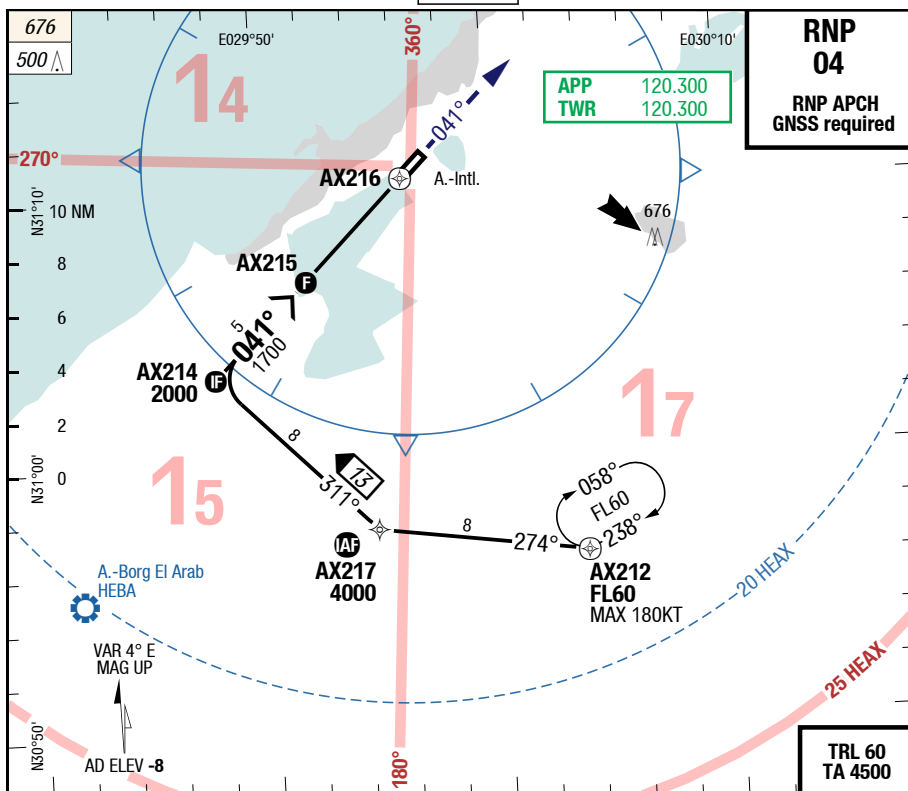 676
500
E029°50'
360°
E030°10'
RNP
04
RNP APCH
GNSS required
14
APP 120.300
TWR 120.300
041°
270°
AX216
A.-Intl.
N31°10'
10 NM
676
AX215
F
8
6
5
041°
1700
4
AX214
2000
IF
17
2
8
N31°00'
0
15
13
311°
058°
FL60
238°
8
274°
IAF
AX217
4000
AX212
FL60
MAX 180KT
20 HEAX
A.-Borg El Arab
HEBA
VAR 4° E
MAG UP
25 HEAX
N30°50'
AD ELEV -8
180°
TRL 60
TA 4500